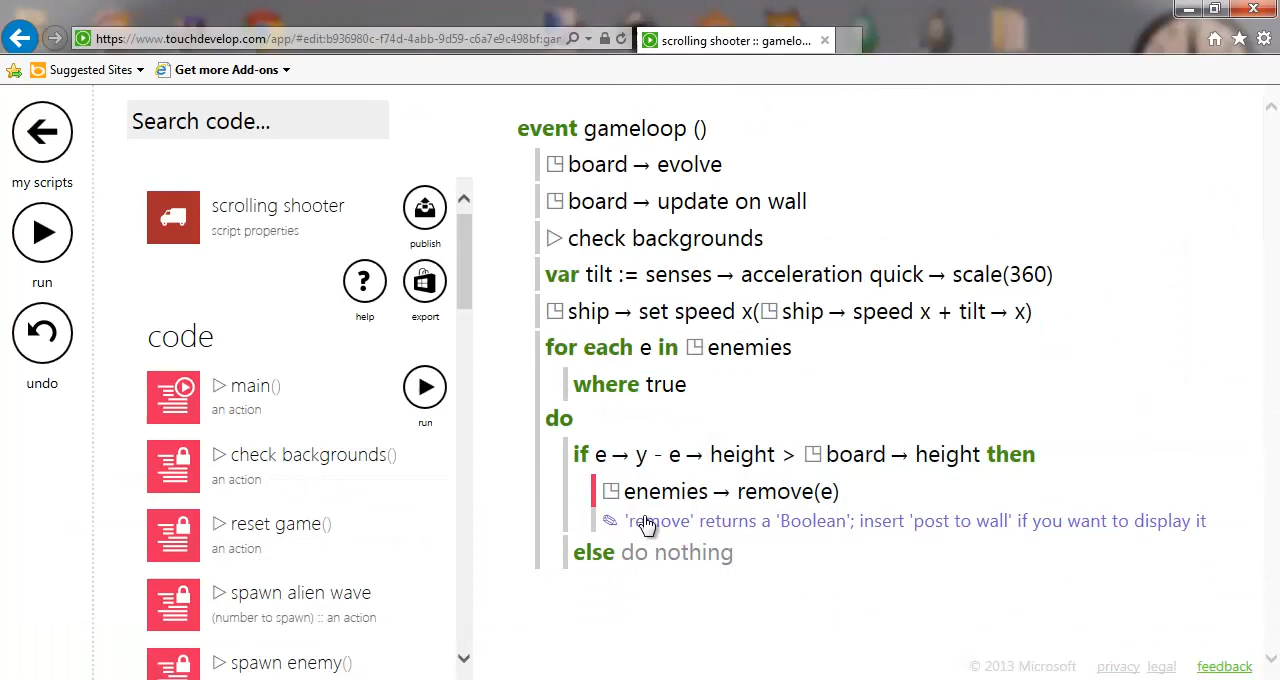 https://www.touchdevelop.com/app/#edit:b936980c-f74d-4abb-9d59-c6a7e9c498bf:gar
scrolling shooter :: gamelo...
Suggested Sites
Get more Add-ons
my scripts
run
undo
Search code...
scrolling shooter
script properties
publish
help
export
code
main()
an action
run
check backgrounds()
an action
reset game()
an action
spawn alien wave
(number to spawn) :: an action
spawn enemy()
event gameloop ()
board → evolve
board → update on wall
▷ check backgrounds
var tilt := senses → acceleration quick → scale(360)
ship → set speed x(ship → speed x + tilt → x)
for each e in enemies
where true
do
if e → y - e → height > board → height then
enemies → remove(e)
'remove' returns a 'Boolean'; insert 'post to wall' if you want to display it
else do nothing
© 2013 Microsoft privacy legal feedback